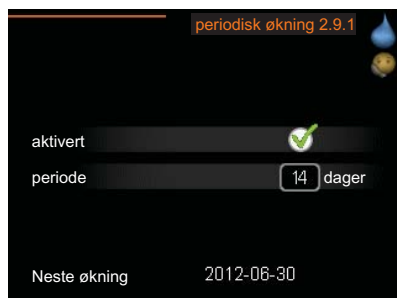 periodisk økning 2.9.1
aktivert
periode 14 dager
Neste økning 2012-06-30